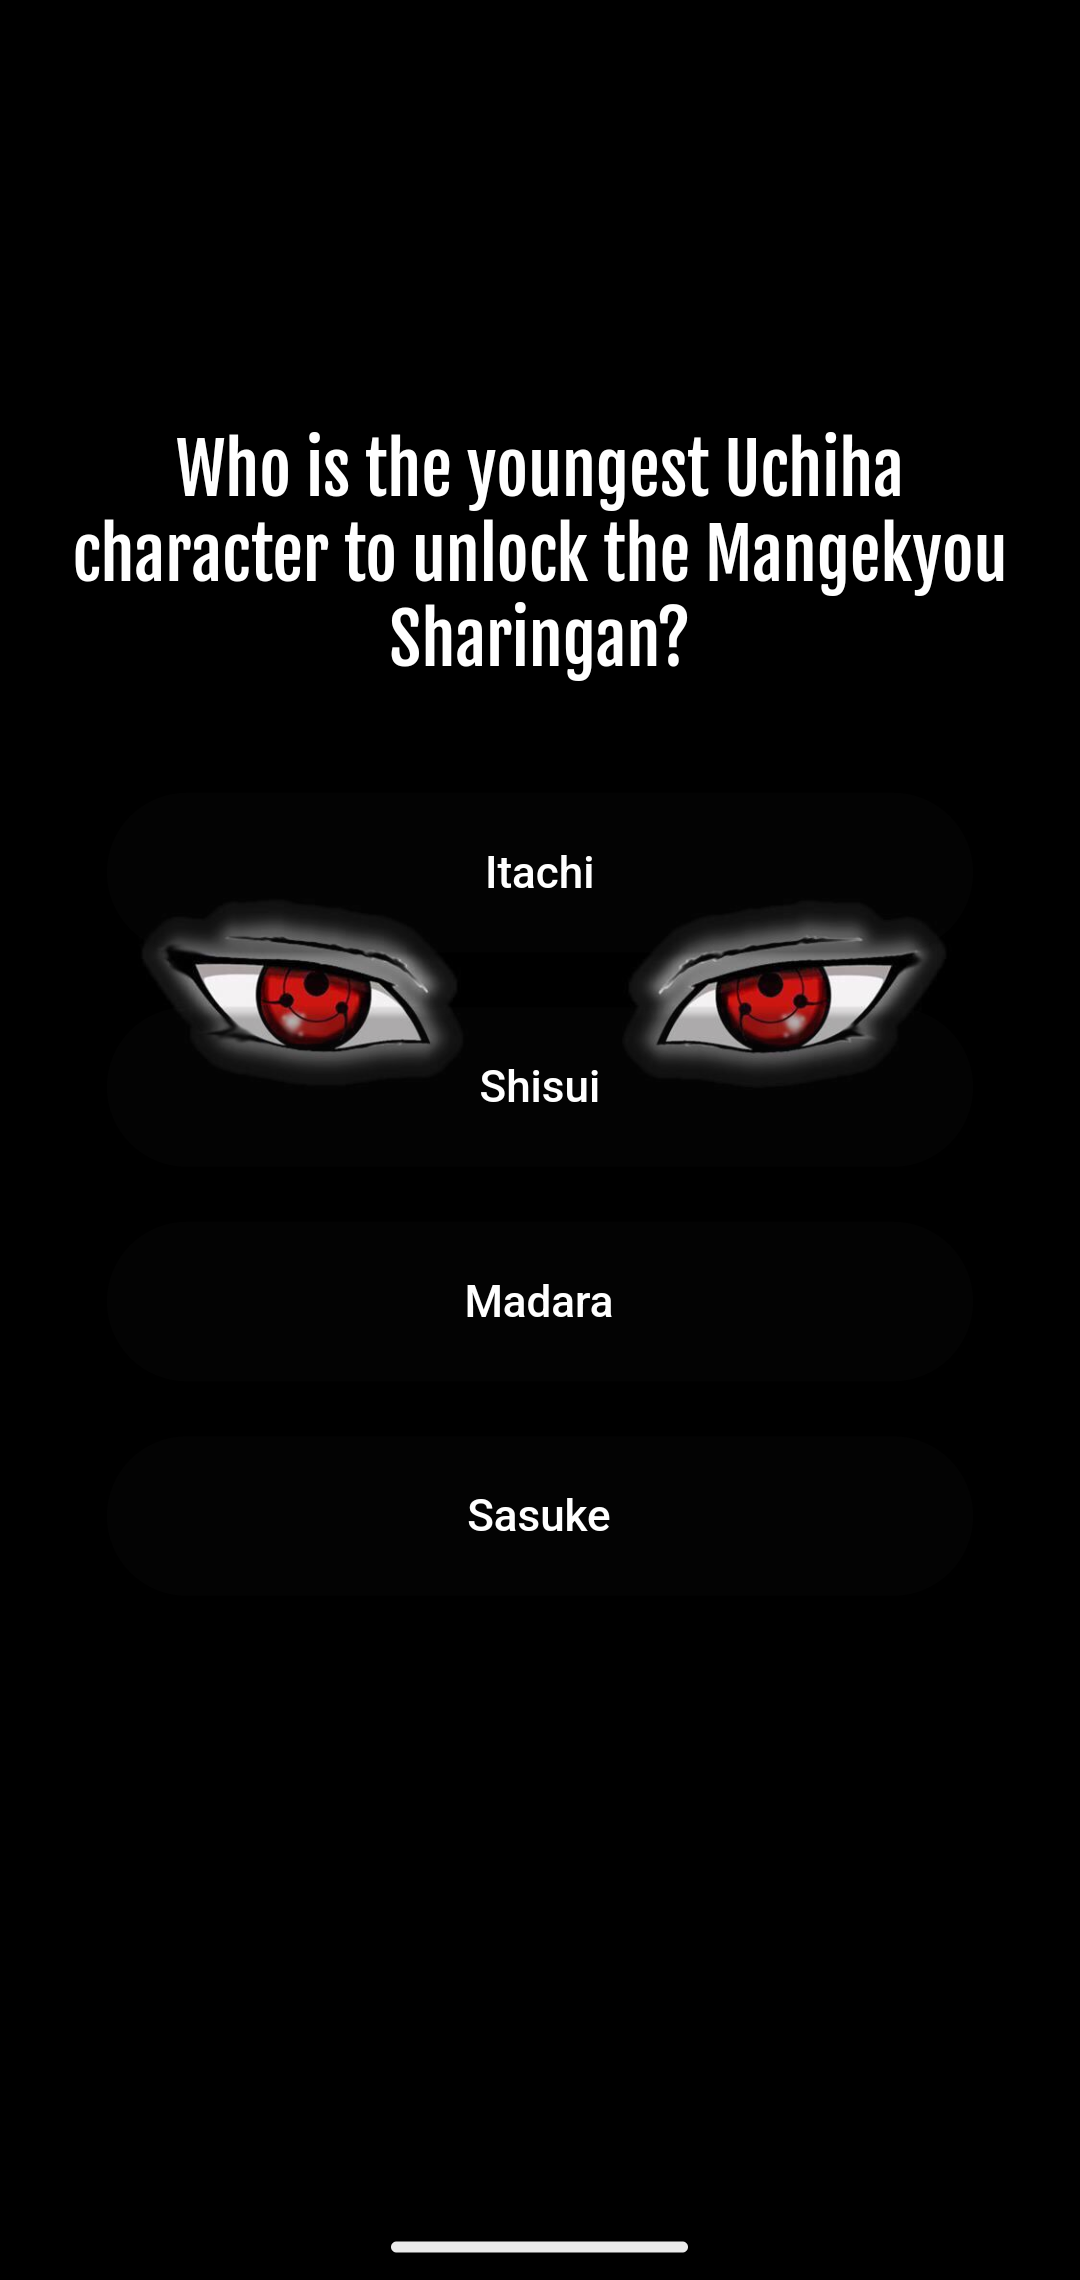 Who is the youngest Uchiha
character to unlock the Mangekyou
Sharingan?
Itachi
Shisui
Madara
Sasuke